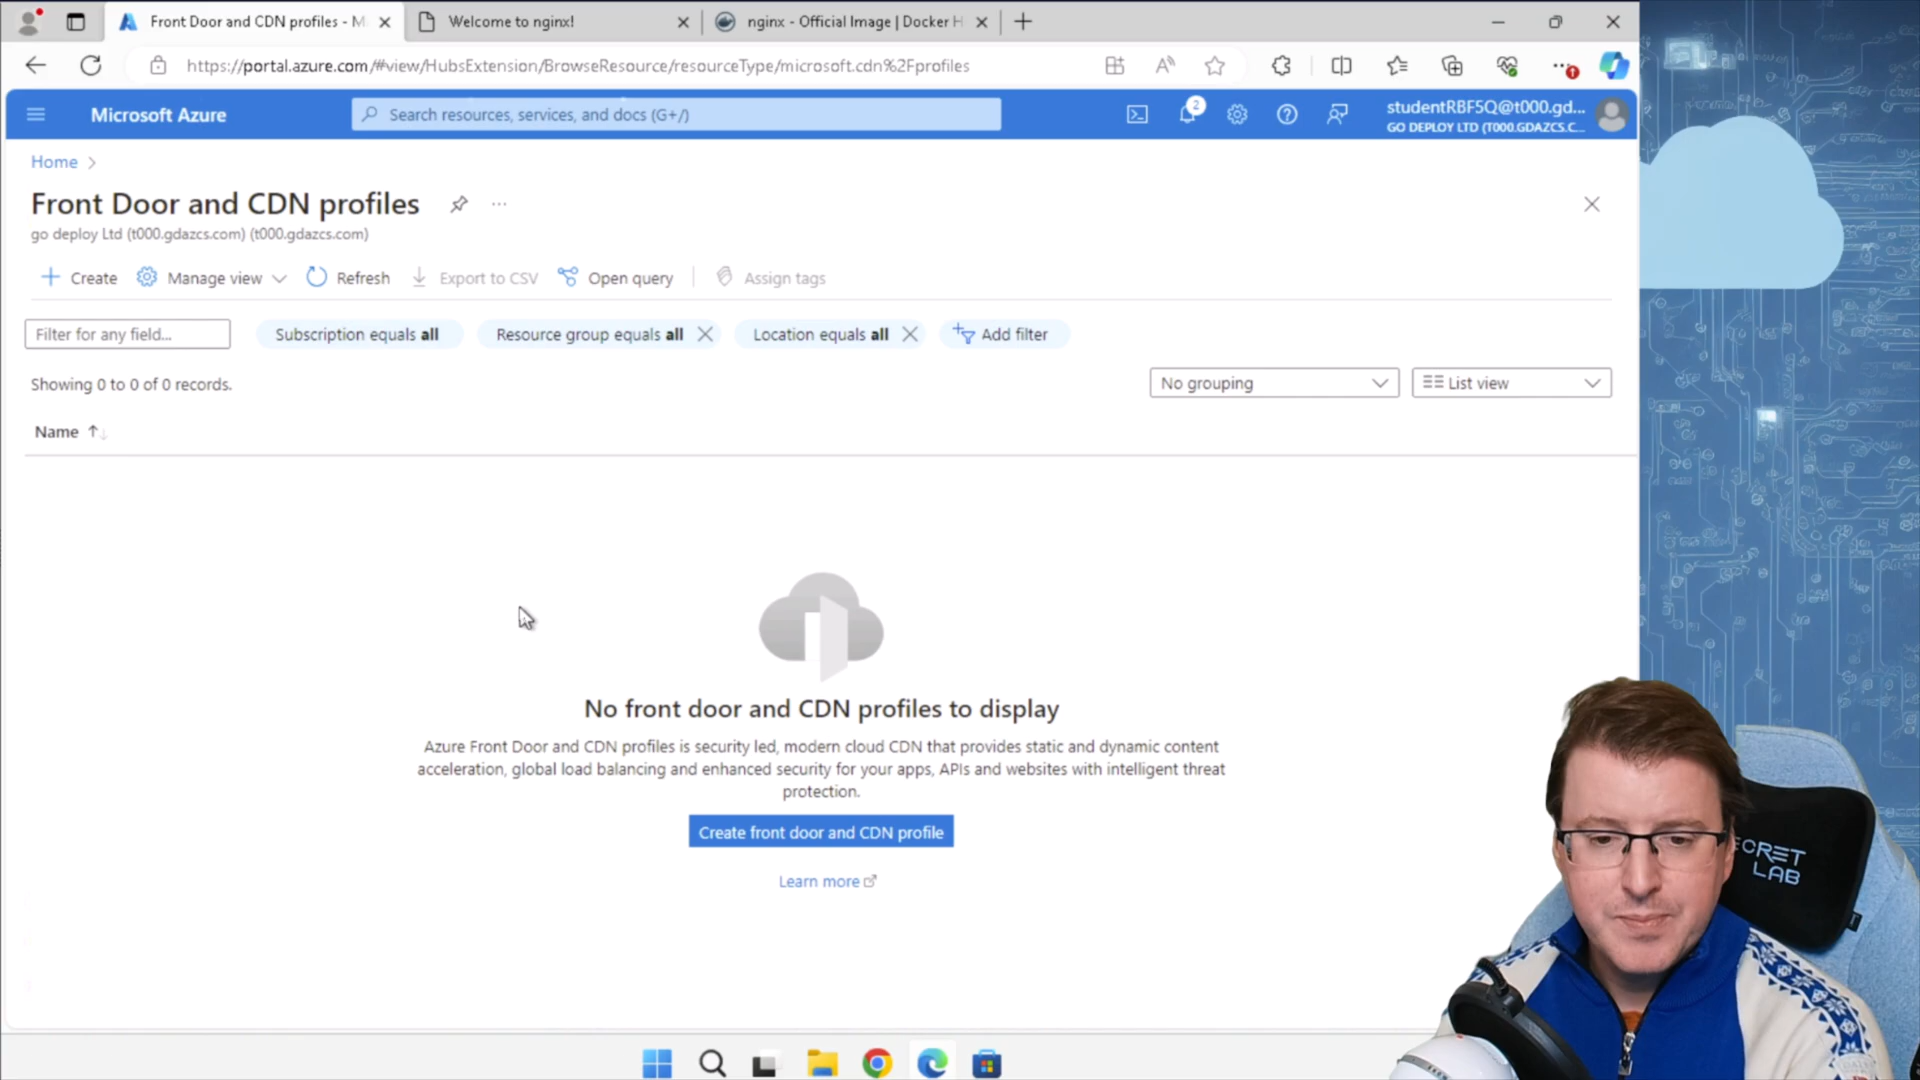 Front Door and CDN profiles - M
Welcome to nginx!
nginx - Official Image | Docker H
https://portal.azure.com/#view/HubsExtension/BrowseResource/resourceType/microsoft.cdn%2Fprofiles
Microsoft Azure
Search resources, services, and docs (G+/)
2
studentRBF5Q@t000.gd...
GO DEPLOY LTD (T000.GDAZCS.C...
Home
Front Door and CDN profiles
...
go deploy Ltd (t000.gdazcs.com) (t000.gdazcs.com)
Create
Manage view
Refresh
Export to CSV
Open query
Assign tags
Filter for any field...
Subscription equals all
Resource group equals all
Location equals all
Add filter
Showing 0 to 0 of 0 records.
No grouping
List view
Name
No front door and CDN profiles to display
Azure Front Door and CDN profiles is security led, modern cloud CDN that provides static and dynamic content
acceleration, global load balancing and enhanced security for your apps, APIs and websites with intelligent threat
protection.
Create front door and CDN profile
Learn more
CRET
LAB